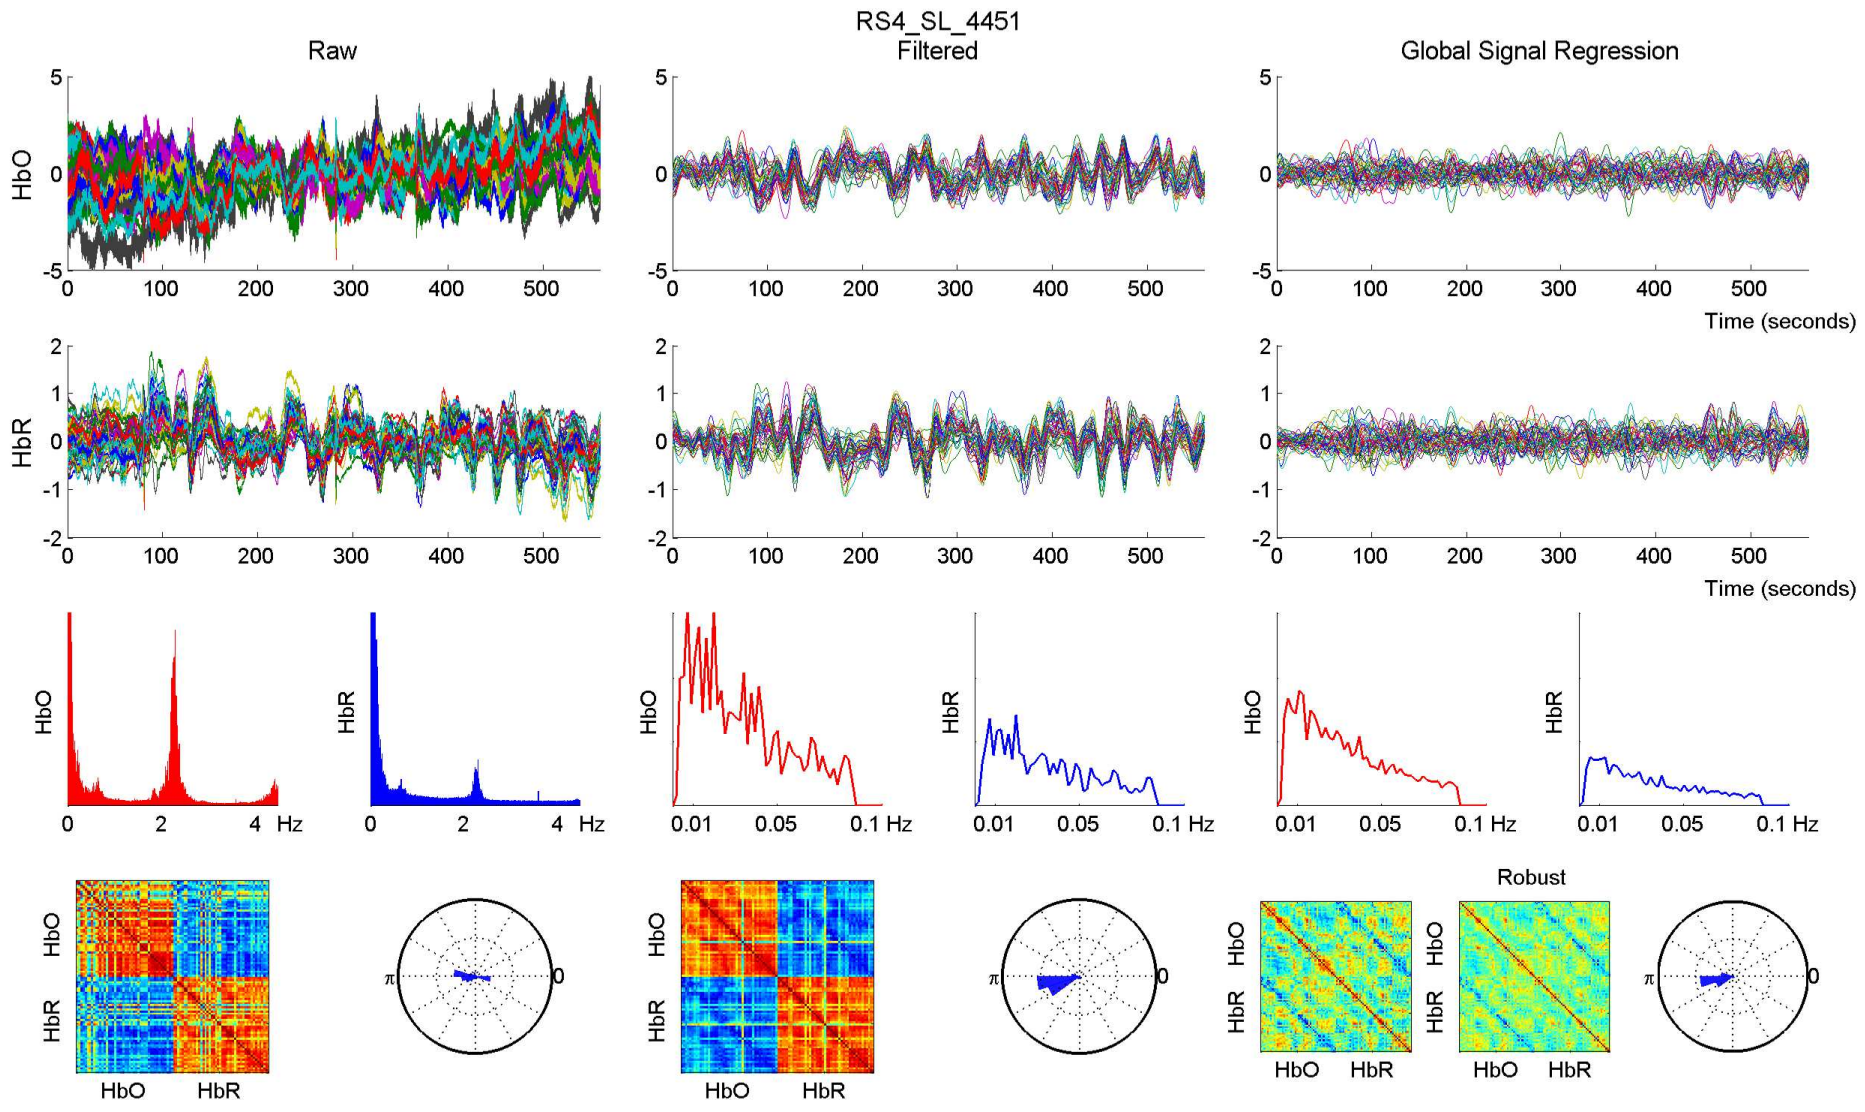 RS4_SL_4451
Raw
Filtered
Global Signal Regression
HbO
5
0
-5
0 100 200 300 400 500
5
0
-5
0 100 200 300 400 500
5
0
-5
0 100 200 300 400 500
Time (seconds)
HbR
2
1
0
-1
-2
0 100 200 300 400 500
2
1
0
-1
-2
0 100 200 300 400 500
2
1
0
-1
-2
0 100 200 300 400 500
Time (seconds)
HbO
0 2 4 Hz
HbR
0 2 4 Hz
HbO
0.01 0.05 0.1 Hz
HbR
0.01 0.05 0.1 Hz
HbO
0.01 0.05 0.1 Hz
HbR
0.01 0.05 0.1 Hz
HbO
HbR
HbO HbR
π 0
HbO
HbR
HbO HbR
π 0
HbO
HbR
HbO HbR
Robust
HbO
HbR
HbO HbR
π 0